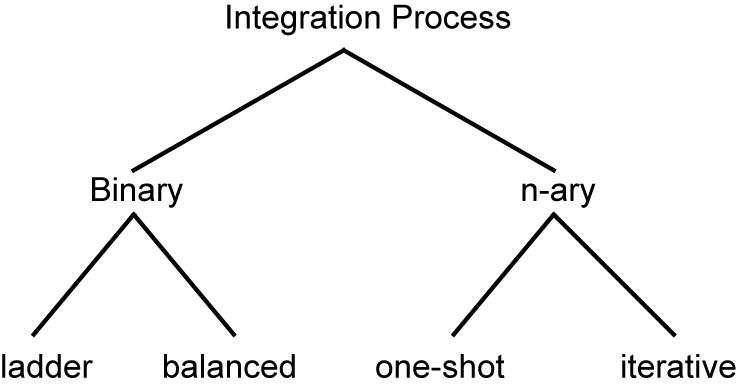 Integration Process
Binary n-ary
ladder balanced one-shot iterative